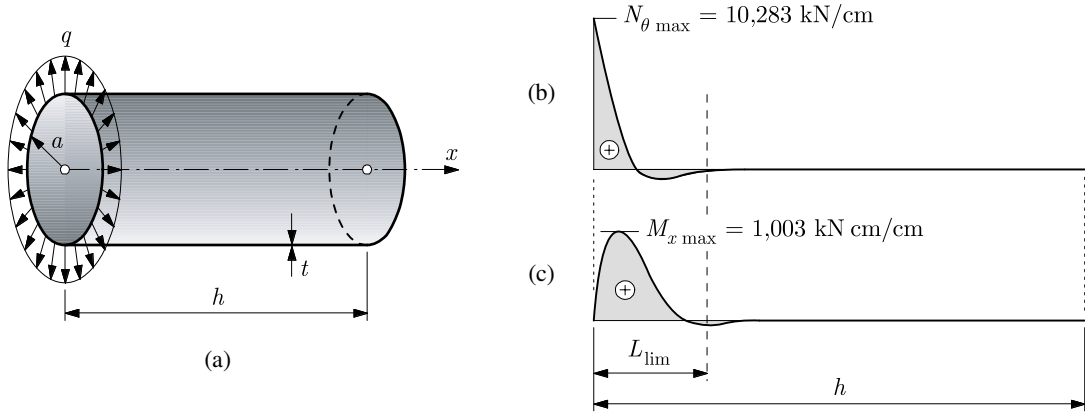 q
a
x
t
h
(a)
(b)
N_θ max = 10,283 kN/cm
+
(c)
M_x max = 1,003 kN cm/cm
+
L_lim
h